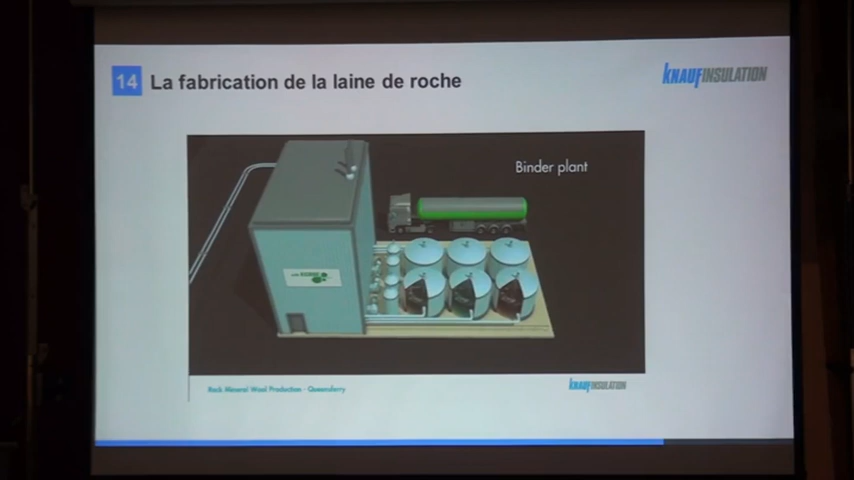 14 La fabrication de la laine de roche
KNAUFINSULATION
Binder plant
Rock Mineral Wool Production - Queensferry
KNAUFINSULATION